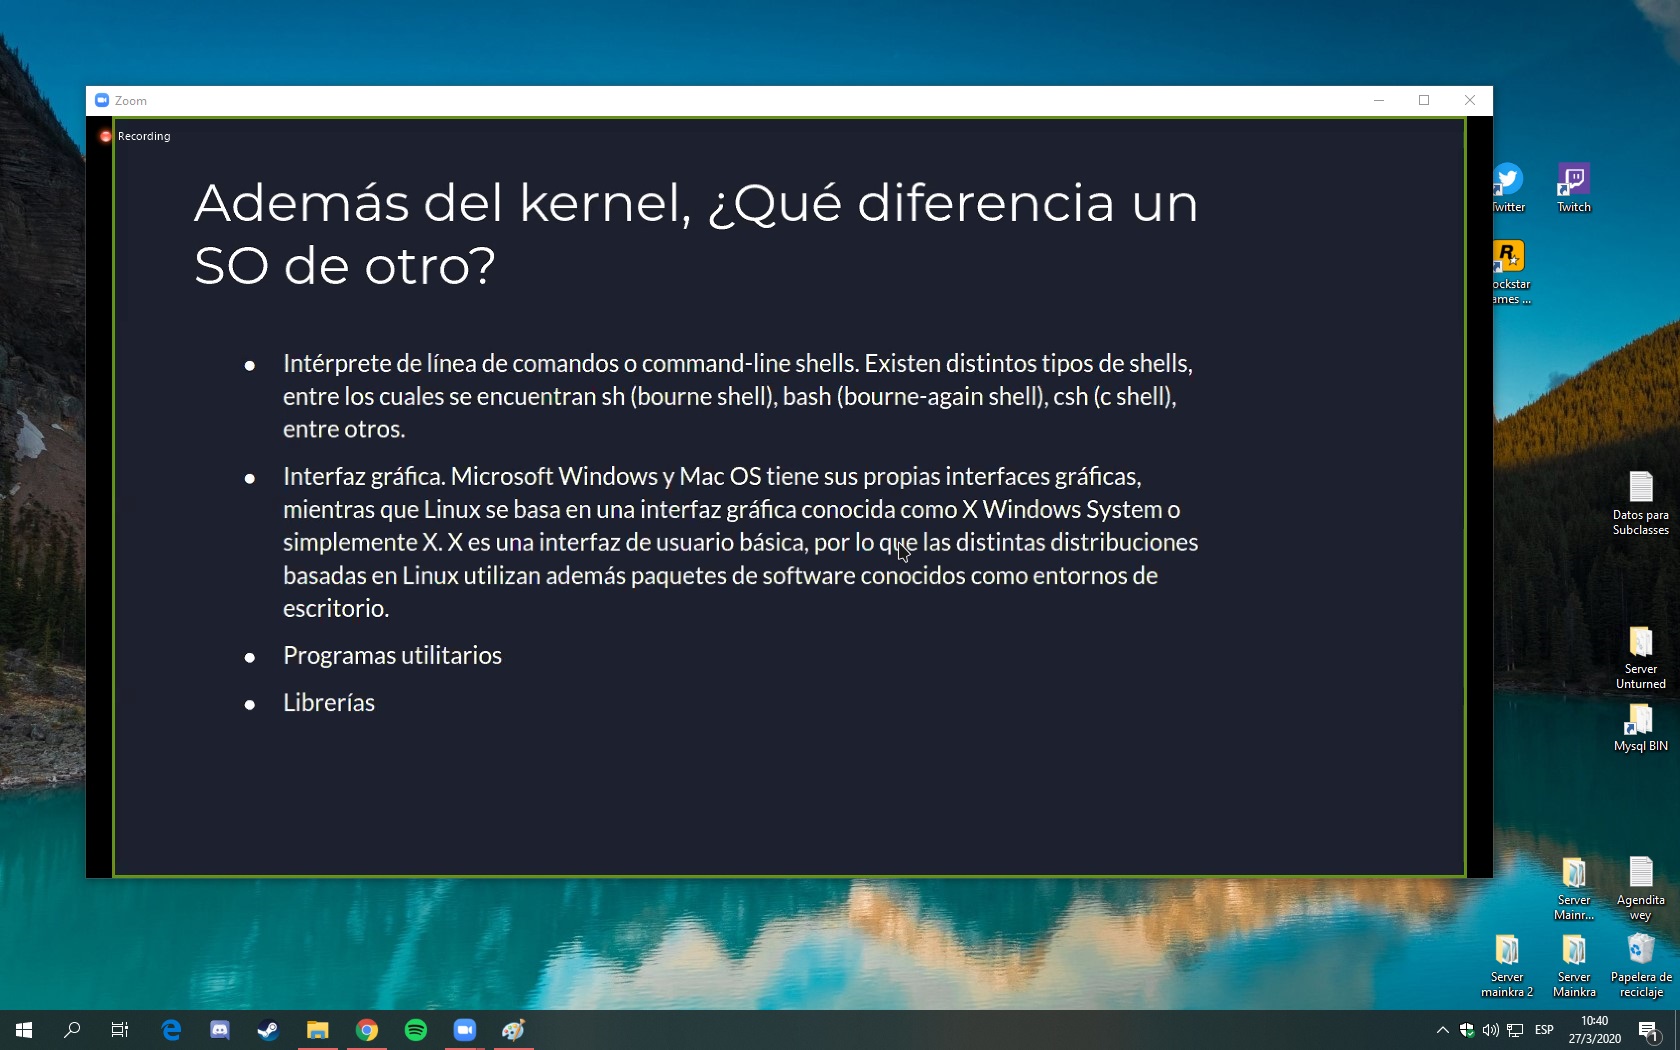 Zoom
Recording
Además del kernel, ¿Qué diferencia un
SO de otro?
● Intérprete de línea de comandos o command-line shells. Existen distintos tipos de shells,
entre los cuales se encuentran sh (bourne shell), bash (bourne-again shell), csh (c shell),
entre otros.
● Interfaz gráfica. Microsoft Windows y Mac OS tiene sus propias interfaces gráficas,
mientras que Linux se basa en una interfaz gráfica conocida como X Windows System o
simplemente X. X es una interfaz de usuario básica, por lo que las distintas distribuciones
basadas en Linux utilizan además paquetes de software conocidos como entornos de
escritorio.
● Programas utilitarios
● Librerías
Twitter
Twitch
ockstar
ames ...
Datos para
Subclasses
Server
Unturned
Mysql BIN
Server
Mainr...
Agendita
wey
Server
mainkra 2
Server
Mainkra
Papelera de
reciclaje
ESP
10:40
27/3/2020
1